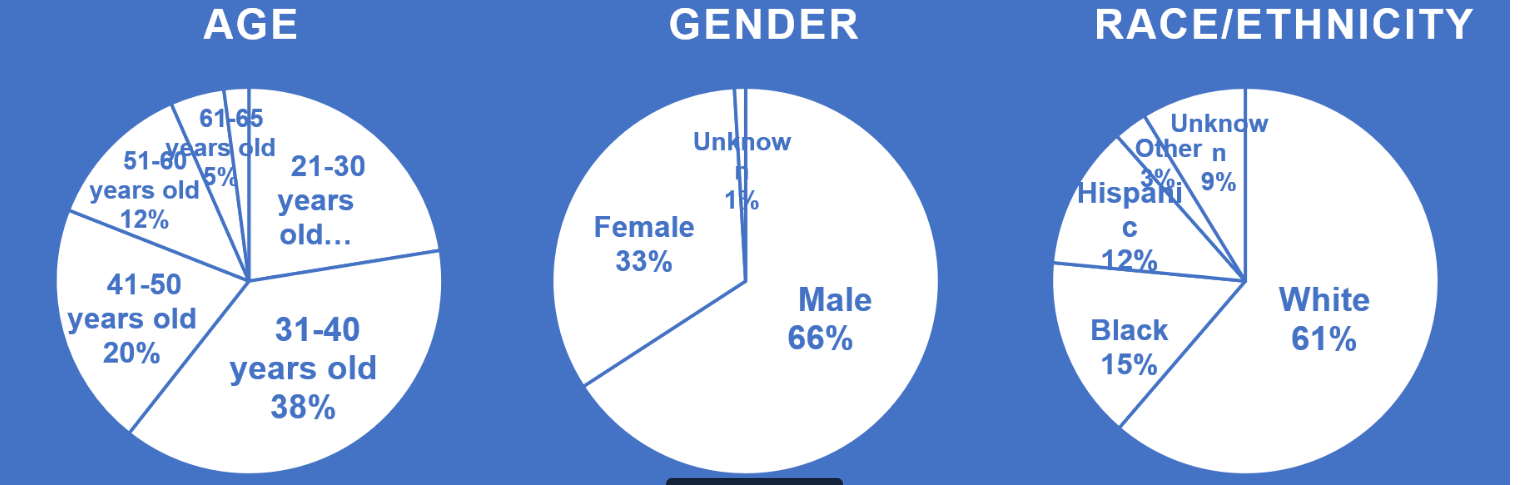 AGE
21-30
years
old…
31-40
years old
38%
41-50
years old
20%
51-60
years old
12%
61-65
years old
5%
GENDER
Male
66%
Female
33%
Unknow
n
1%
RACE/ETHNICITY
White
61%
Black
15%
Hispani
c
12%
Other
3%
Unknow
n
9%